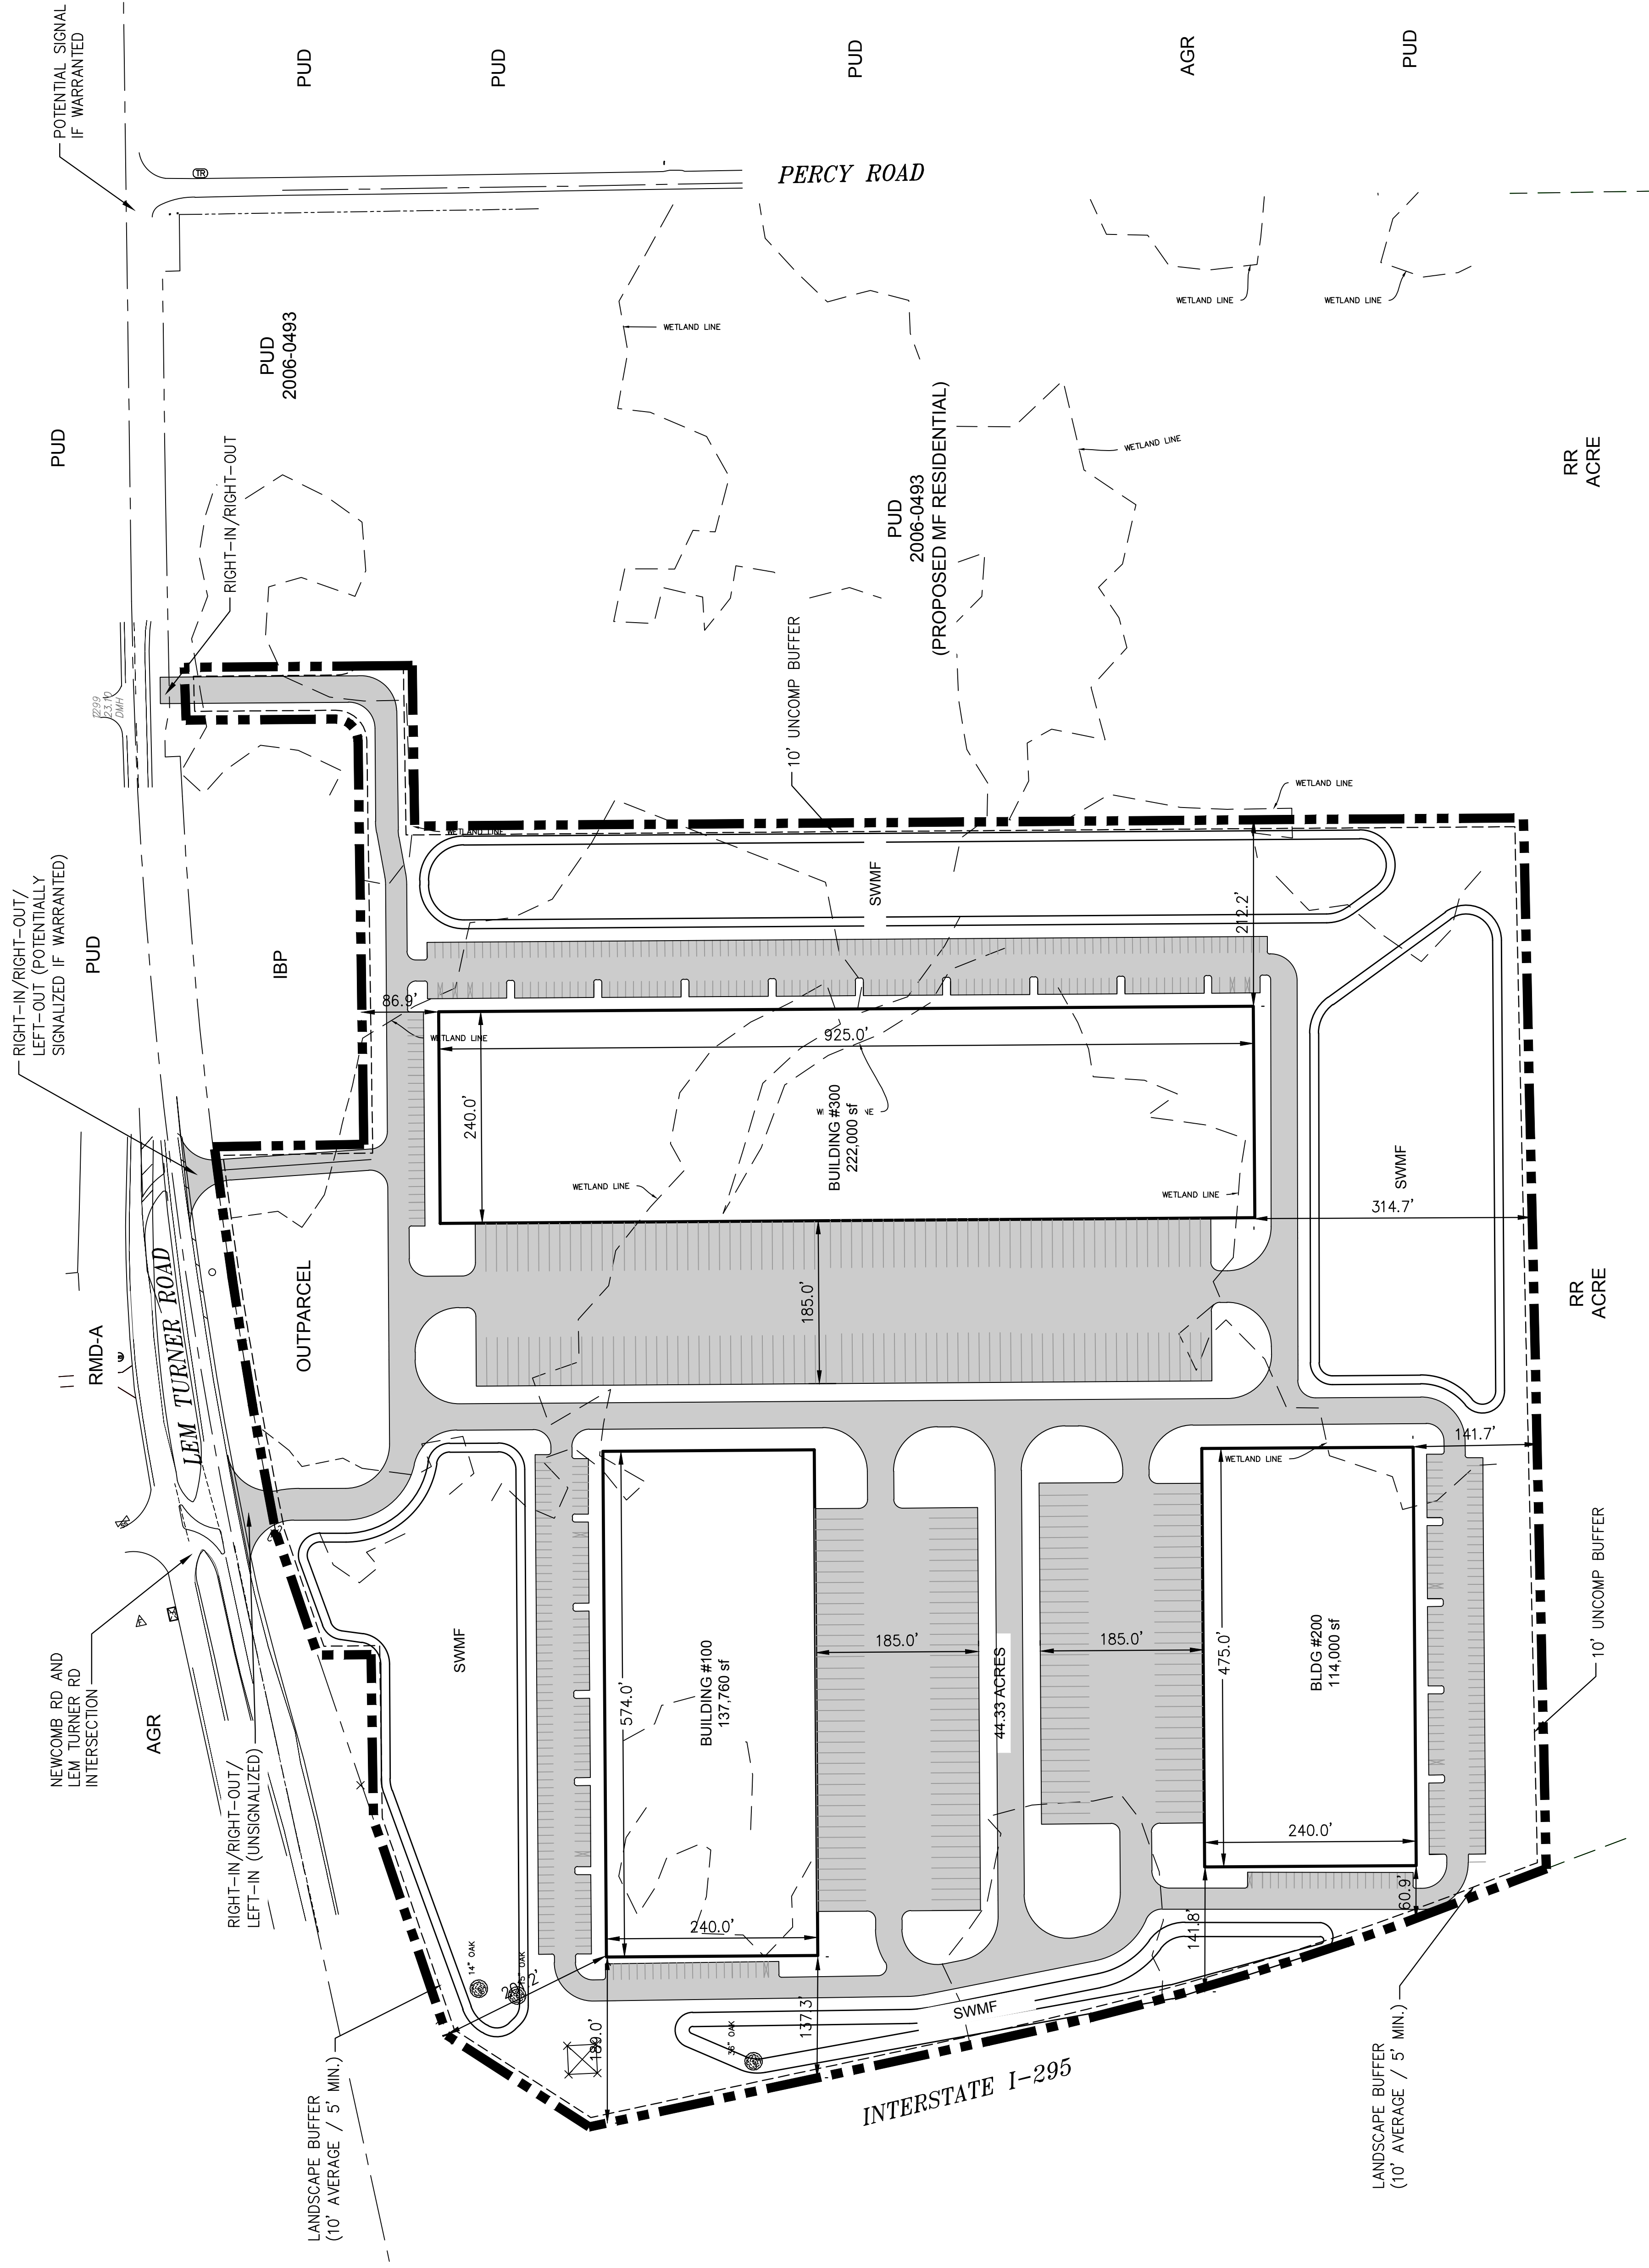 POTENTIAL SIGNAL
IF WARRANTED
PUD
PUD
PUD
AGR
PUD
TR
PERCY ROAD
WETLAND LINE
WETLAND LINE
WETLAND LINE
PUD
2006-0493
PUD
RIGHT-IN/RIGHT-OUT
WETLAND LINE
PUD
2006-0493
(PROPOSED MF RESIDENTIAL)
RR
ACRE
DMH
10' UNCOMP BUFFER
WETLAND LINE
WETLAND LINE
RIGHT-IN/RIGHT-OUT/
LEFT-OUT (POTENTIALLY
SIGNALIZED IF WARRANTED)
PUD
IBP
SWMF
212.2'
86.9'
WETLAND LINE
925.0'
240.0'
BUILDING #300
222,000 sf
WETLAND LINE
WETLAND LINE
SWMF
314.7'
RMD-A
LEM TURNER ROAD
OUTPARCEL
185.0'
RR
ACRE
141.7'
WETLAND LINE
NEWCOMB RD AND
LEM TURNER RD
INTERSECTION
AGR
SWMF
574.0'
BUILDING #100
137,760 sf
185.0'
44.33 ACRES
185.0'
475.0'
BLDG #200
114,000 sf
10' UNCOMP BUFFER
RIGHT-IN/RIGHT-OUT/
LEFT-IN (UNSIGNALIZED)
240.0'
240.0'
60.9'
141.8'
14" OAK
15" OAK
189.0'
137.3'
36" OAK
SWMF
INTERSTATE I-295
LANDSCAPE BUFFER
(10' AVERAGE / 5' MIN.)
LANDSCAPE BUFFER
(10' AVERAGE / 5' MIN.)